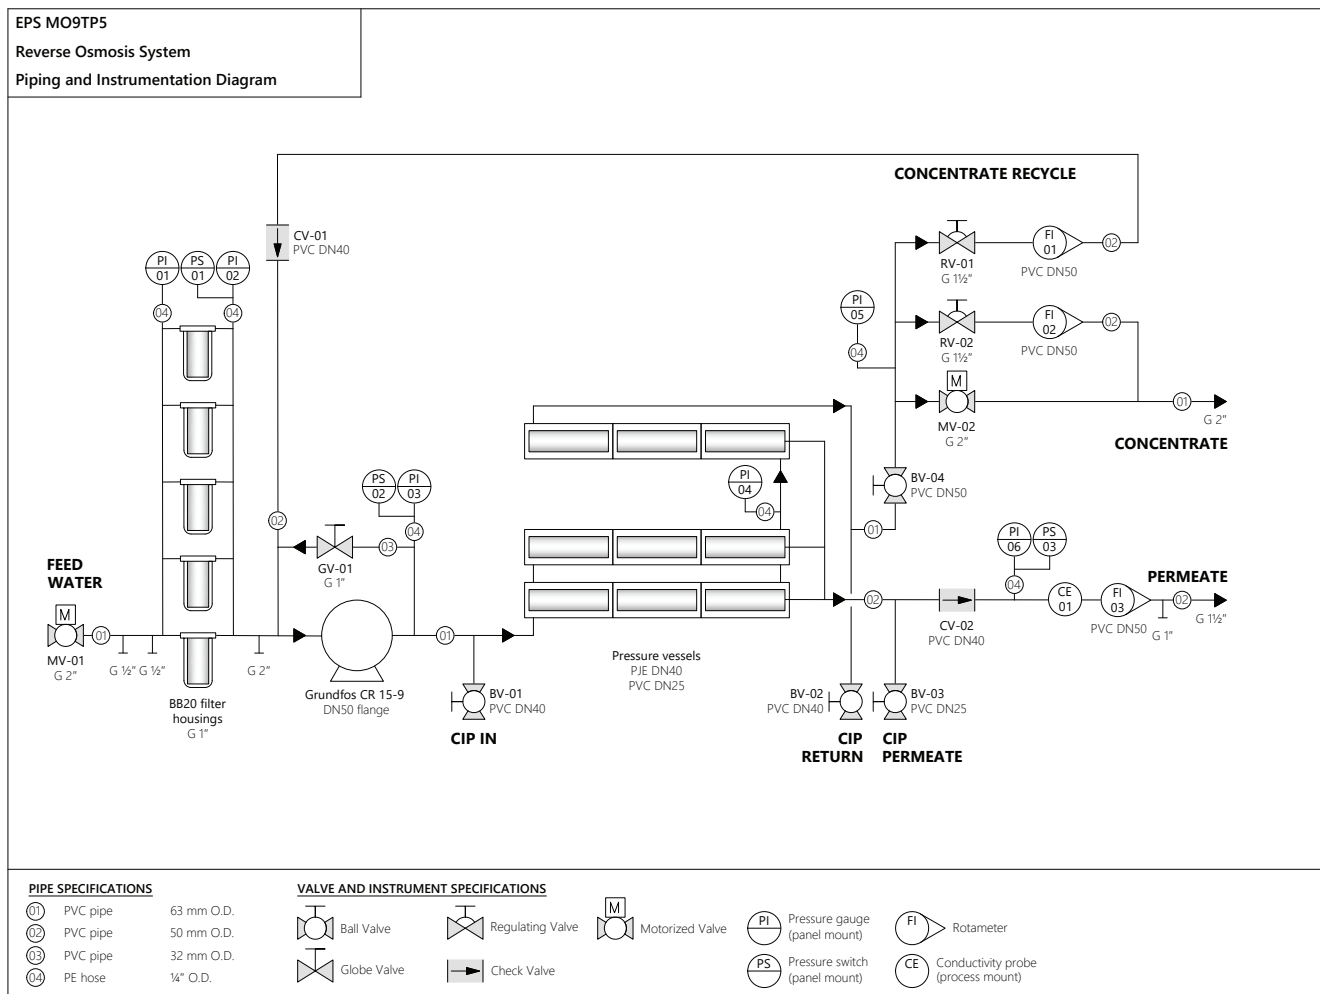 EPS MO9TP5
Reverse Osmosis System
Piping and Instrumentation Diagram
CONCENTRATE RECYCLE
CV-01
PVC DN40
PI
01
PS
01
PI
02
04
04
RV-01
G 1½"
FI
01
PVC DN50
02
PI
05
04
RV-02
G 1½"
FI
02
PVC DN50
02
M
MV-02
G 2"
01
G 2"
CONCENTRATE
BV-04
PVC DN50
01
PS
02
PI
03
04
PI
04
04
02
03
GV-01
G 1"
FEED
WATER
M
01
MV-01
G 2"
G ½"
G ½"
G 2"
BB20 filter
housings
G 1"
Grundfos CR 15-9
DN50 flange
01
BV-01
PVC DN40
CIP IN
Pressure vessels
PJE DN40
PVC DN25
02
BV-02
PVC DN40
CIP
RETURN
BV-03
PVC DN25
CIP
PERMEATE
CV-02
PVC DN40
PI
06
PS
03
04
CE
01
FI
03
PVC DN50
G 1"
02
PERMEATE
G 1½"
PIPE SPECIFICATIONS
01 PVC pipe 63 mm O.D.
02 PVC pipe 50 mm O.D.
03 PVC pipe 32 mm O.D.
04 PE hose ¼" O.D.
VALVE AND INSTRUMENT SPECIFICATIONS
Ball Valve
Globe Valve
Regulating Valve
Check Valve
M
Motorized Valve
PI
Pressure gauge
(panel mount)
PS
Pressure switch
(panel mount)
FI
Rotameter
CE
Conductivity probe
(process mount)